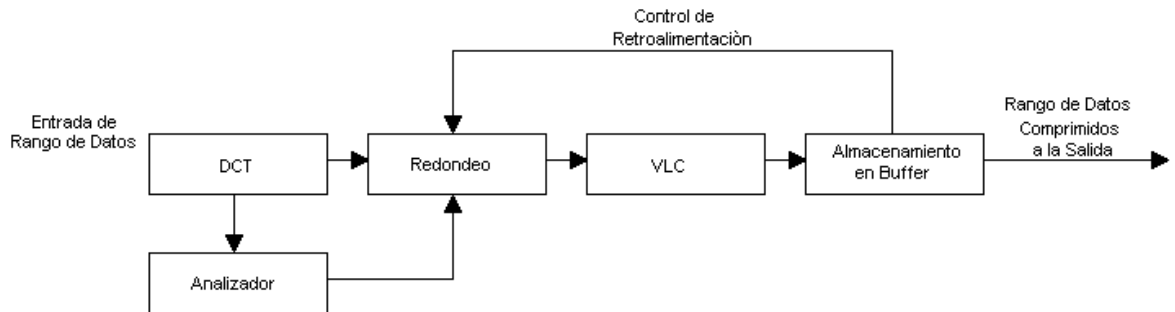 Control de
Retroalimentaciòn
Entrada de
Rango de Datos
DCT
Redondeo
VLC
Almacenamiento
en Buffer
Rango de Datos
Comprimidos
a la Salida
Analizador